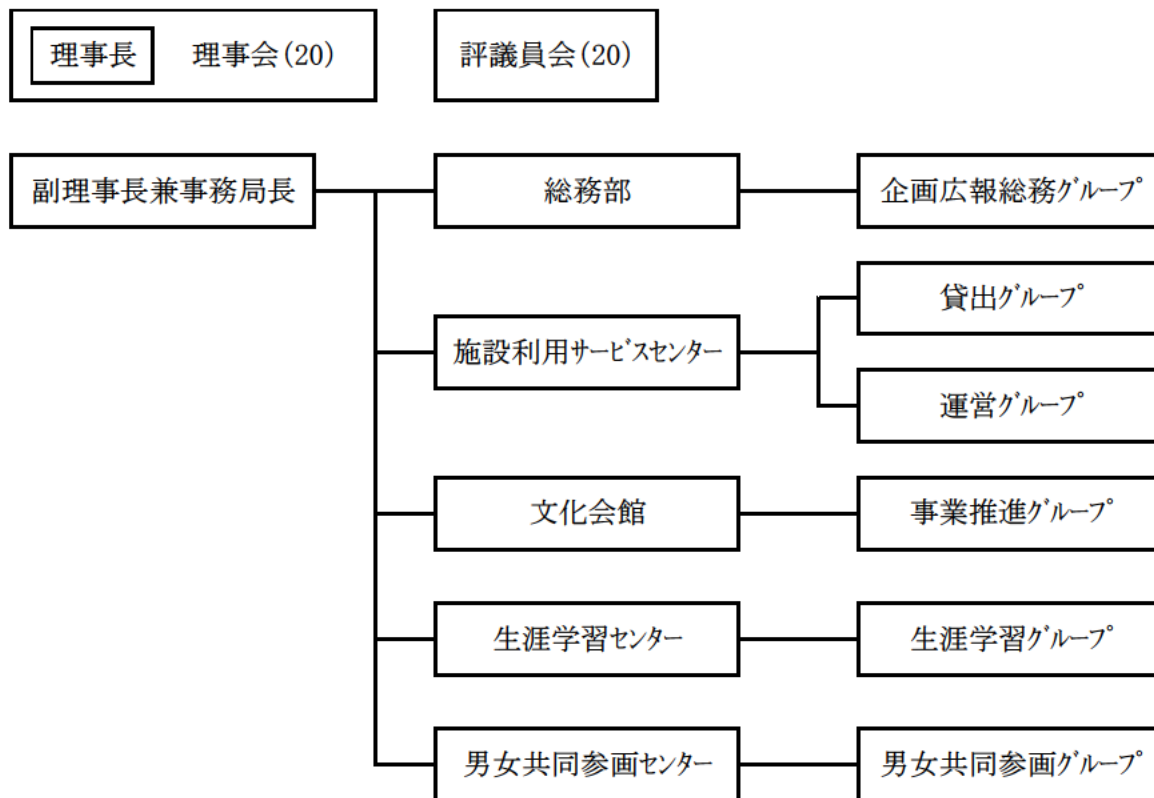 理事長 理事会(20) 評議員会(20)
副理事長兼事務局長 総務部 企画広報総務ｸﾞﾙｰﾌﾟ
貸出ｸﾞﾙｰﾌﾟ
施設利用ｻｰﾋﾞｽｾﾝﾀｰ
運営ｸﾞﾙｰﾌﾟ
文化会館 事業推進ｸﾞﾙｰﾌﾟ
生涯学習ｾﾝﾀｰ 生涯学習ｸﾞﾙｰﾌﾟ
男女共同参画ｾﾝﾀｰ 男女共同参画ｸﾞﾙｰﾌﾟ